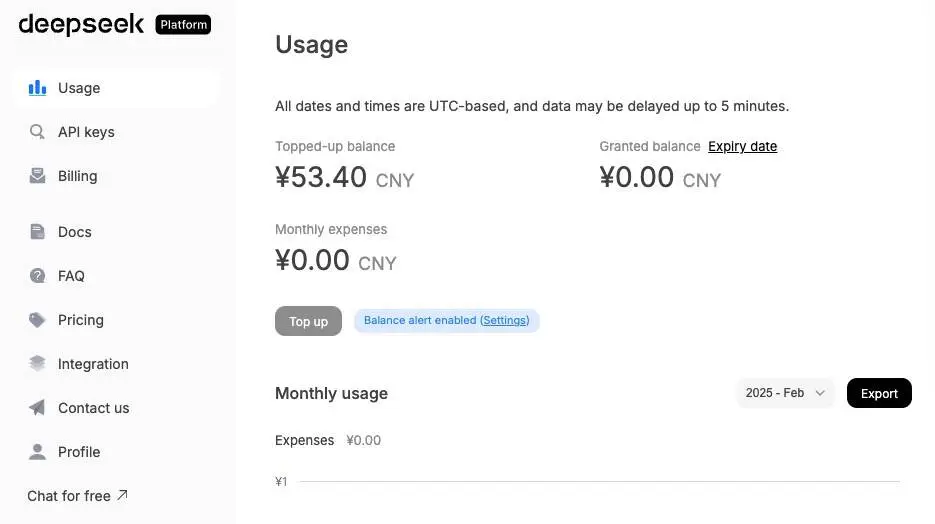 deepseek Platform
Usage
API keys
Billing
Docs
FAQ
Pricing
Integration
Contact us
Profile
Chat for free
Usage
All dates and times are UTC-based, and data may be delayed up to 5 minutes.
Topped-up balance
¥53.40 CNY
Granted balance Expiry date
¥0.00 CNY
Monthly expenses
¥0.00 CNY
Top up
Balance alert enabled (Settings)
Monthly usage
2025 - Feb
Export
Expenses ¥0.00
¥1